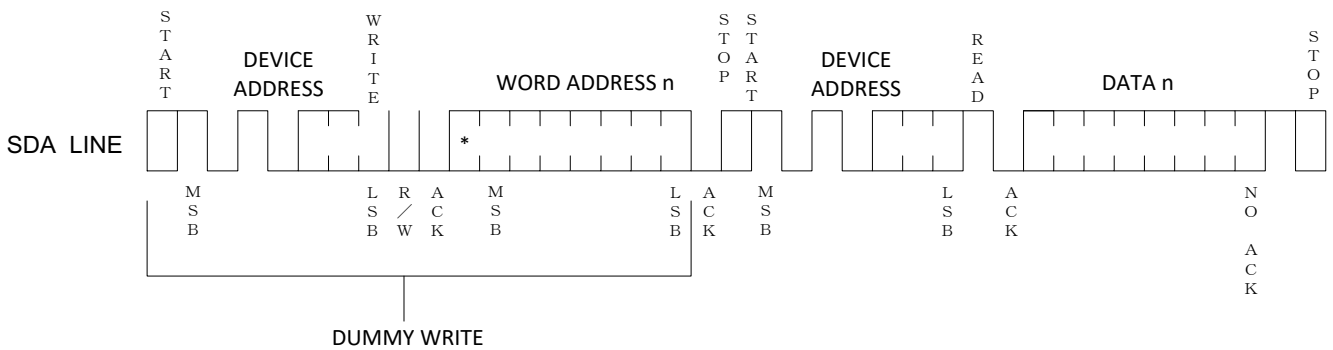 START
WRITE
STOP
START
READ
STOP
DEVICE
ADDRESS
WORD ADDRESS n
DEVICE
ADDRESS
DATA n
SDA LINE
*
MSB
LSB
R/W
ACK
MSB
LSB
ACK
MSB
LSB
ACK
NO ACK
DUMMY WRITE